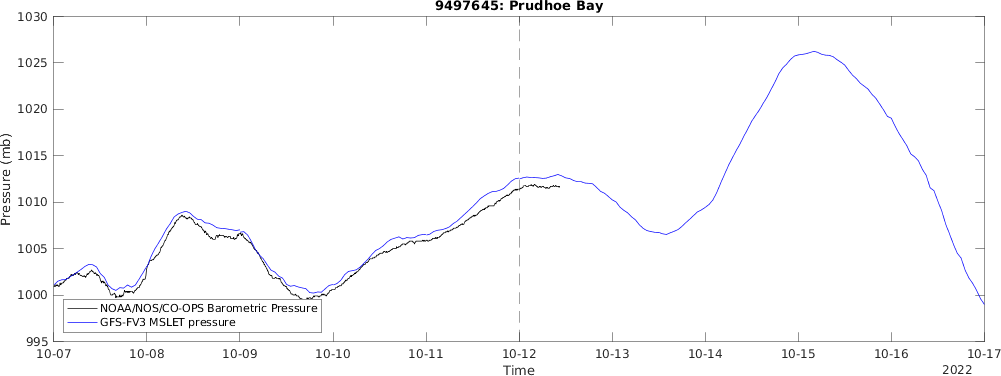 9497645: Prudhoe Bay
1030
1025
1020
1015
1010
1005
1000
995
Pressure (mb)
NOAA/NOS/CO-OPS Barometric Pressure
GFS-FV3 MSLET pressure
10-07 10-08 10-09 10-10 10-11 10-12 10-13 10-14 10-15 10-16 10-17
Time
2022